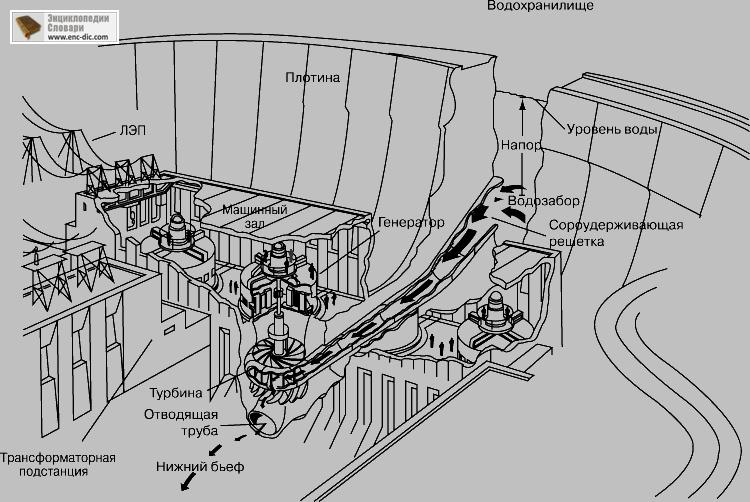 Водохранилище
Энциклопедии
Словари
www.enc-dic.com
Плотина
ЛЭП
Уровень воды
Напор
Водозабор
Машинный
зал
Генератор
Сороудерживающая
решетка
Турбина
Отводящая
труба
Трансформаторная
подстанция
Нижний бьеф